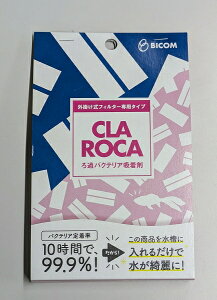 BICOM
外掛け式フィルター専用タイプ
CLA
ROCA
ろ過バクテリア吸着剤
バクテリア定着率
10時間で、
99.9%!
だから!
この商品を水槽に
入れるだけで
水が綺麗に!